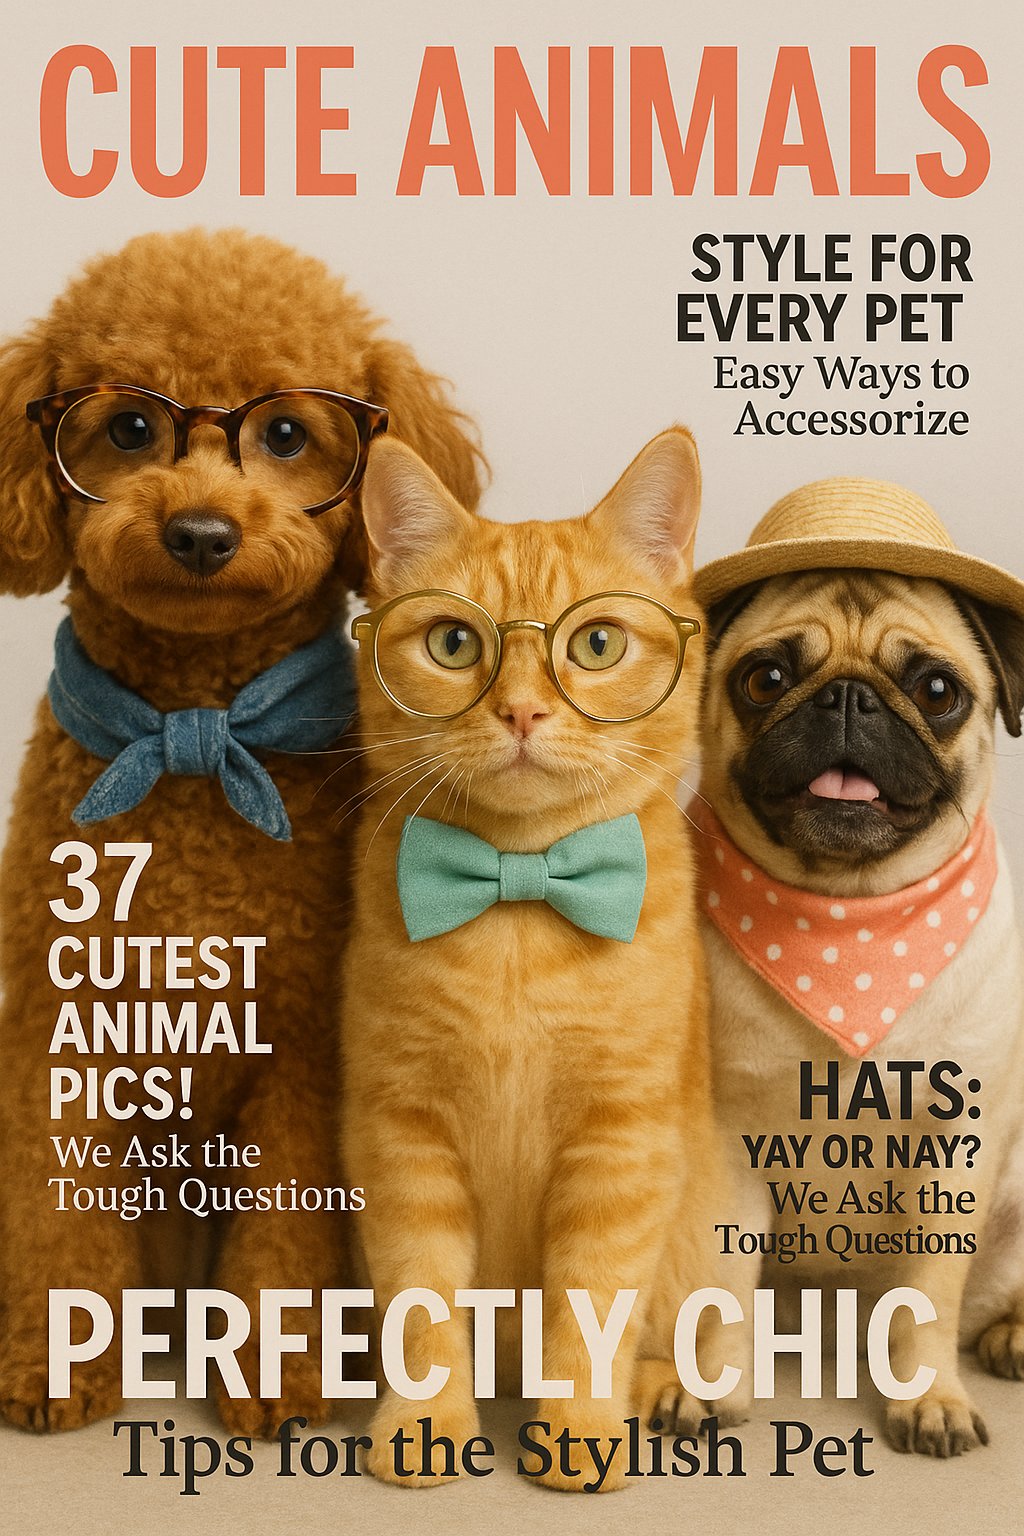 CUTE ANIMALS
STYLE FOR
EVERY PET
Easy Ways to
Accessorize
37
CUTEST
ANIMAL
PICS!
We Ask the
Tough Questions
HATS:
YAY OR NAY?
We Ask the
Tough Questions
PERFECTLY CHIC
Tips for the Stylish Pet